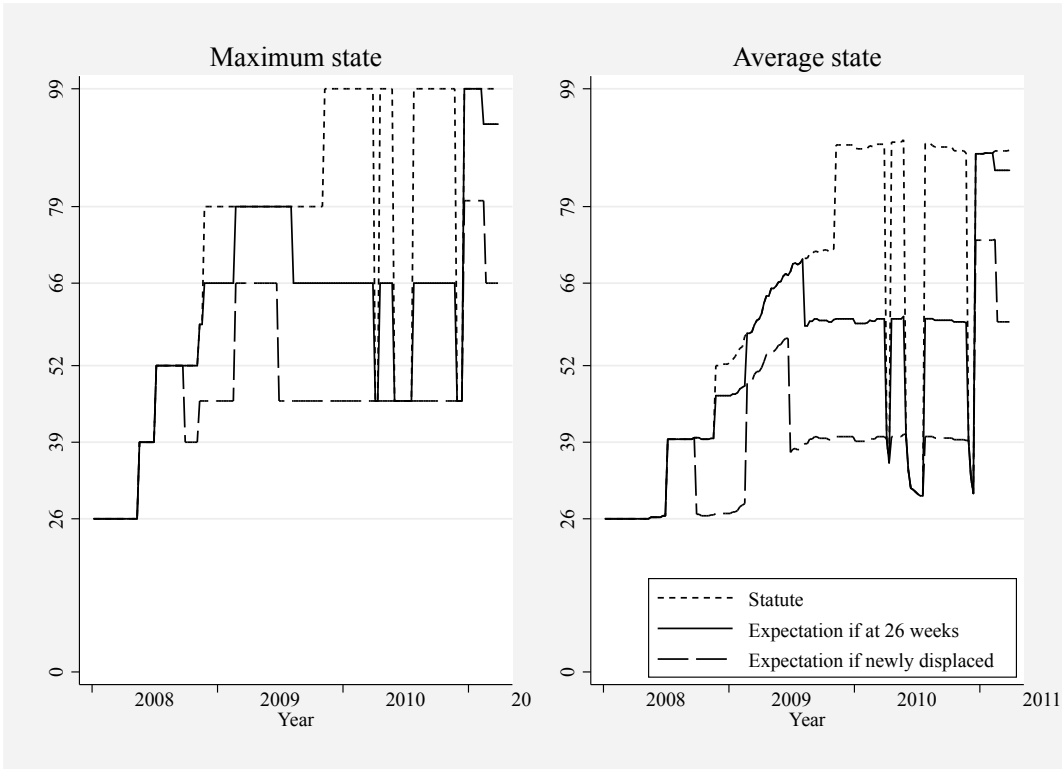 Maximum state
99
79
66
52
39
26
0
2008 2009 2010 20
Year
Average state
99
79
66
52
39
26
0
Statute
Expectation if at 26 weeks
Expectation if newly displaced
2008 2009 2010 2011
Year